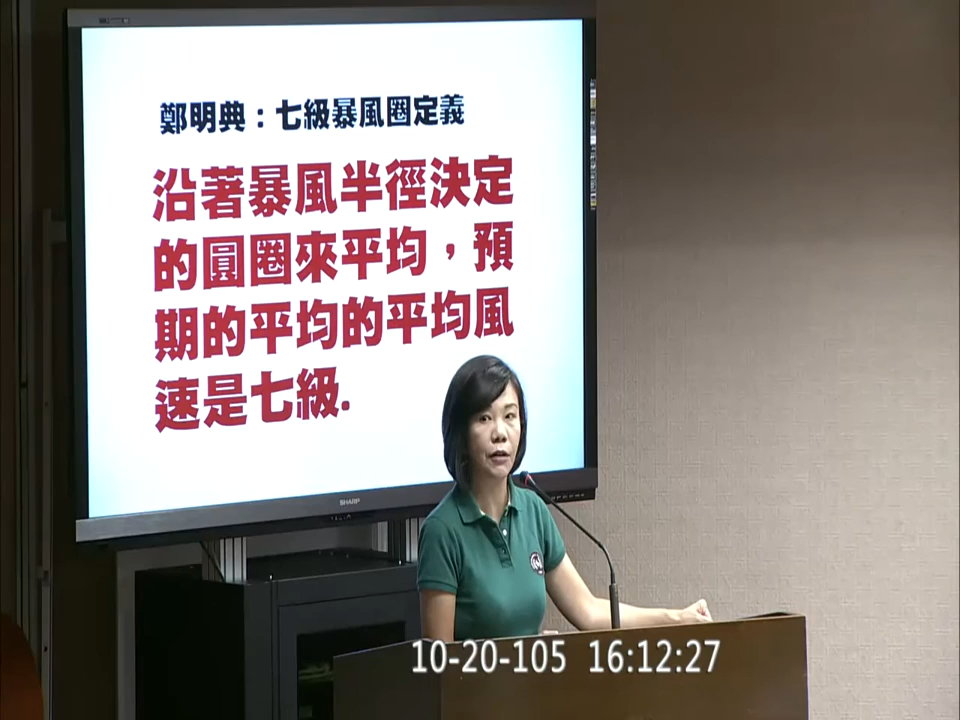 鄭明典：七級暴風圈定義
沿著暴風半徑決定
的圓圈來平均，預
期的平均的平均風
速是七級.
SHARP
10-20-105 16:12:27